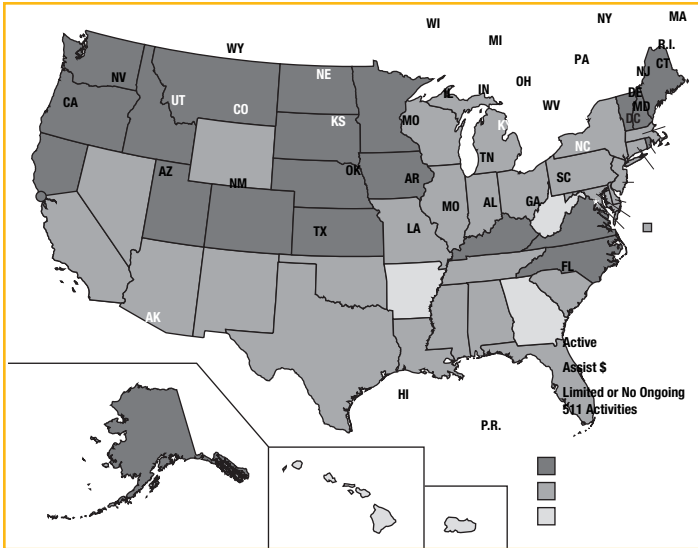 WI
NY
MA
WY
MI
R.I.
NV
NE
PA
NJ
CT
CA
UT
CO
OH
IN
DE
MD
IL
WV
KS
MO
DC
K
TN
NC
AZ
NM
OK
AR
SC
MO
AL
GA
TX
LA
FL
AK
Active
Assist $
Limited or No Ongoing
511 Activities
HI
P.R.